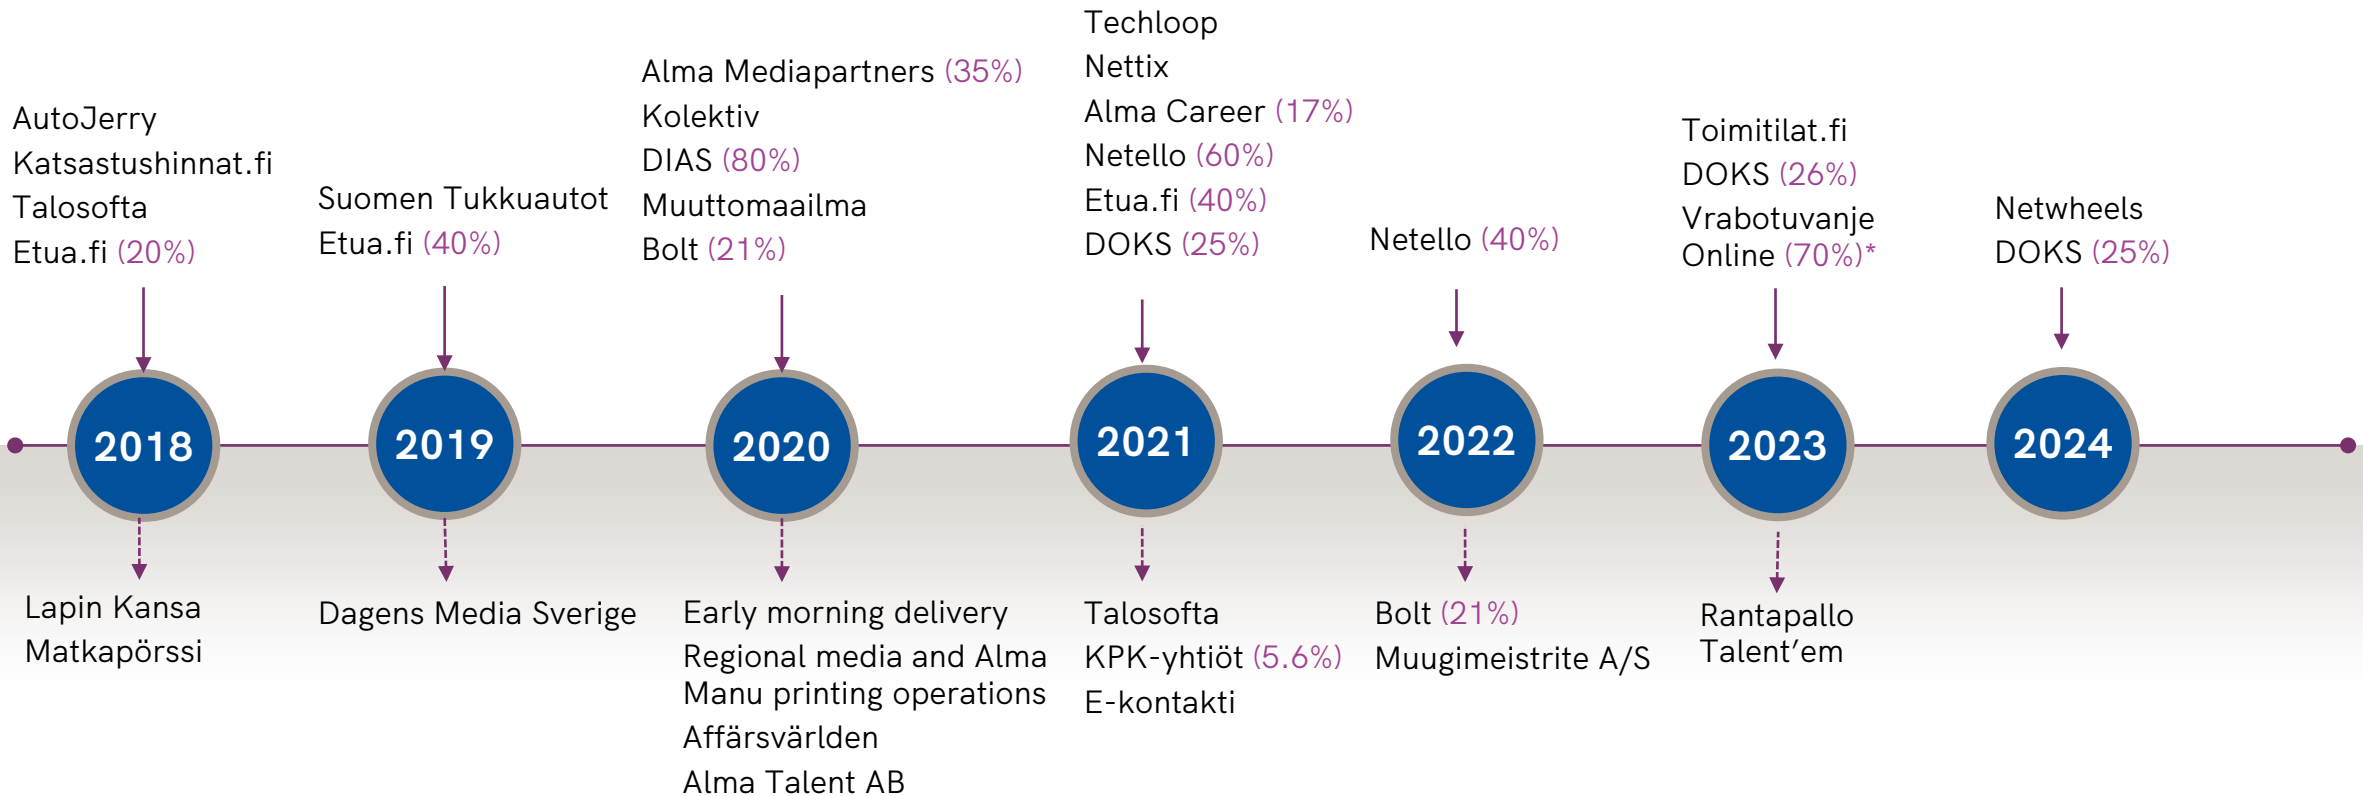 AutoJerry
Katsastushinnat.fi
Talosofta
Etua.fi (20%)
Suomen Tukkuautot
Etua.fi (40%)
Alma Mediapartners (35%)
Kolektiv
DIAS (80%)
Muuttomaailma
Bolt (21%)
Techloop
Nettix
Alma Career (17%)
Netello (60%)
Etua.fi (40%)
DOKS (25%)
Netello (40%)
Toimitilat.fi
DOKS (26%)
Vrabotuvanje
Online (70%)*
Netwheels
DOKS (25%)
2018
2019
2020
2021
2022
2023
2024
Lapin Kansa
Matkapörssi
Dagens Media Sverige
Early morning delivery
Regional media and Alma
Manu printing operations
Affärsvärlden
Alma Talent AB
Talosofta
KPK-yhtiöt (5.6%)
E-kontakti
Bolt (21%)
Muugimeistrite A/S
Rantapallo
Talent’em